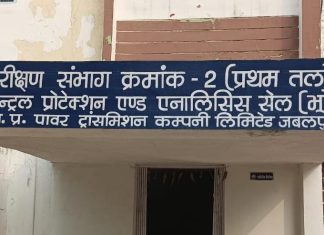 रीक्षण संभाग क्रमांक - 2 (प्रथम तल
न्ट्रल प्रोटेक्शन एण्ड एनालिसिस सेल (भ
. प्र. पावर ट्रांसमिशन कम्पनी लिमिटेड जबलपु